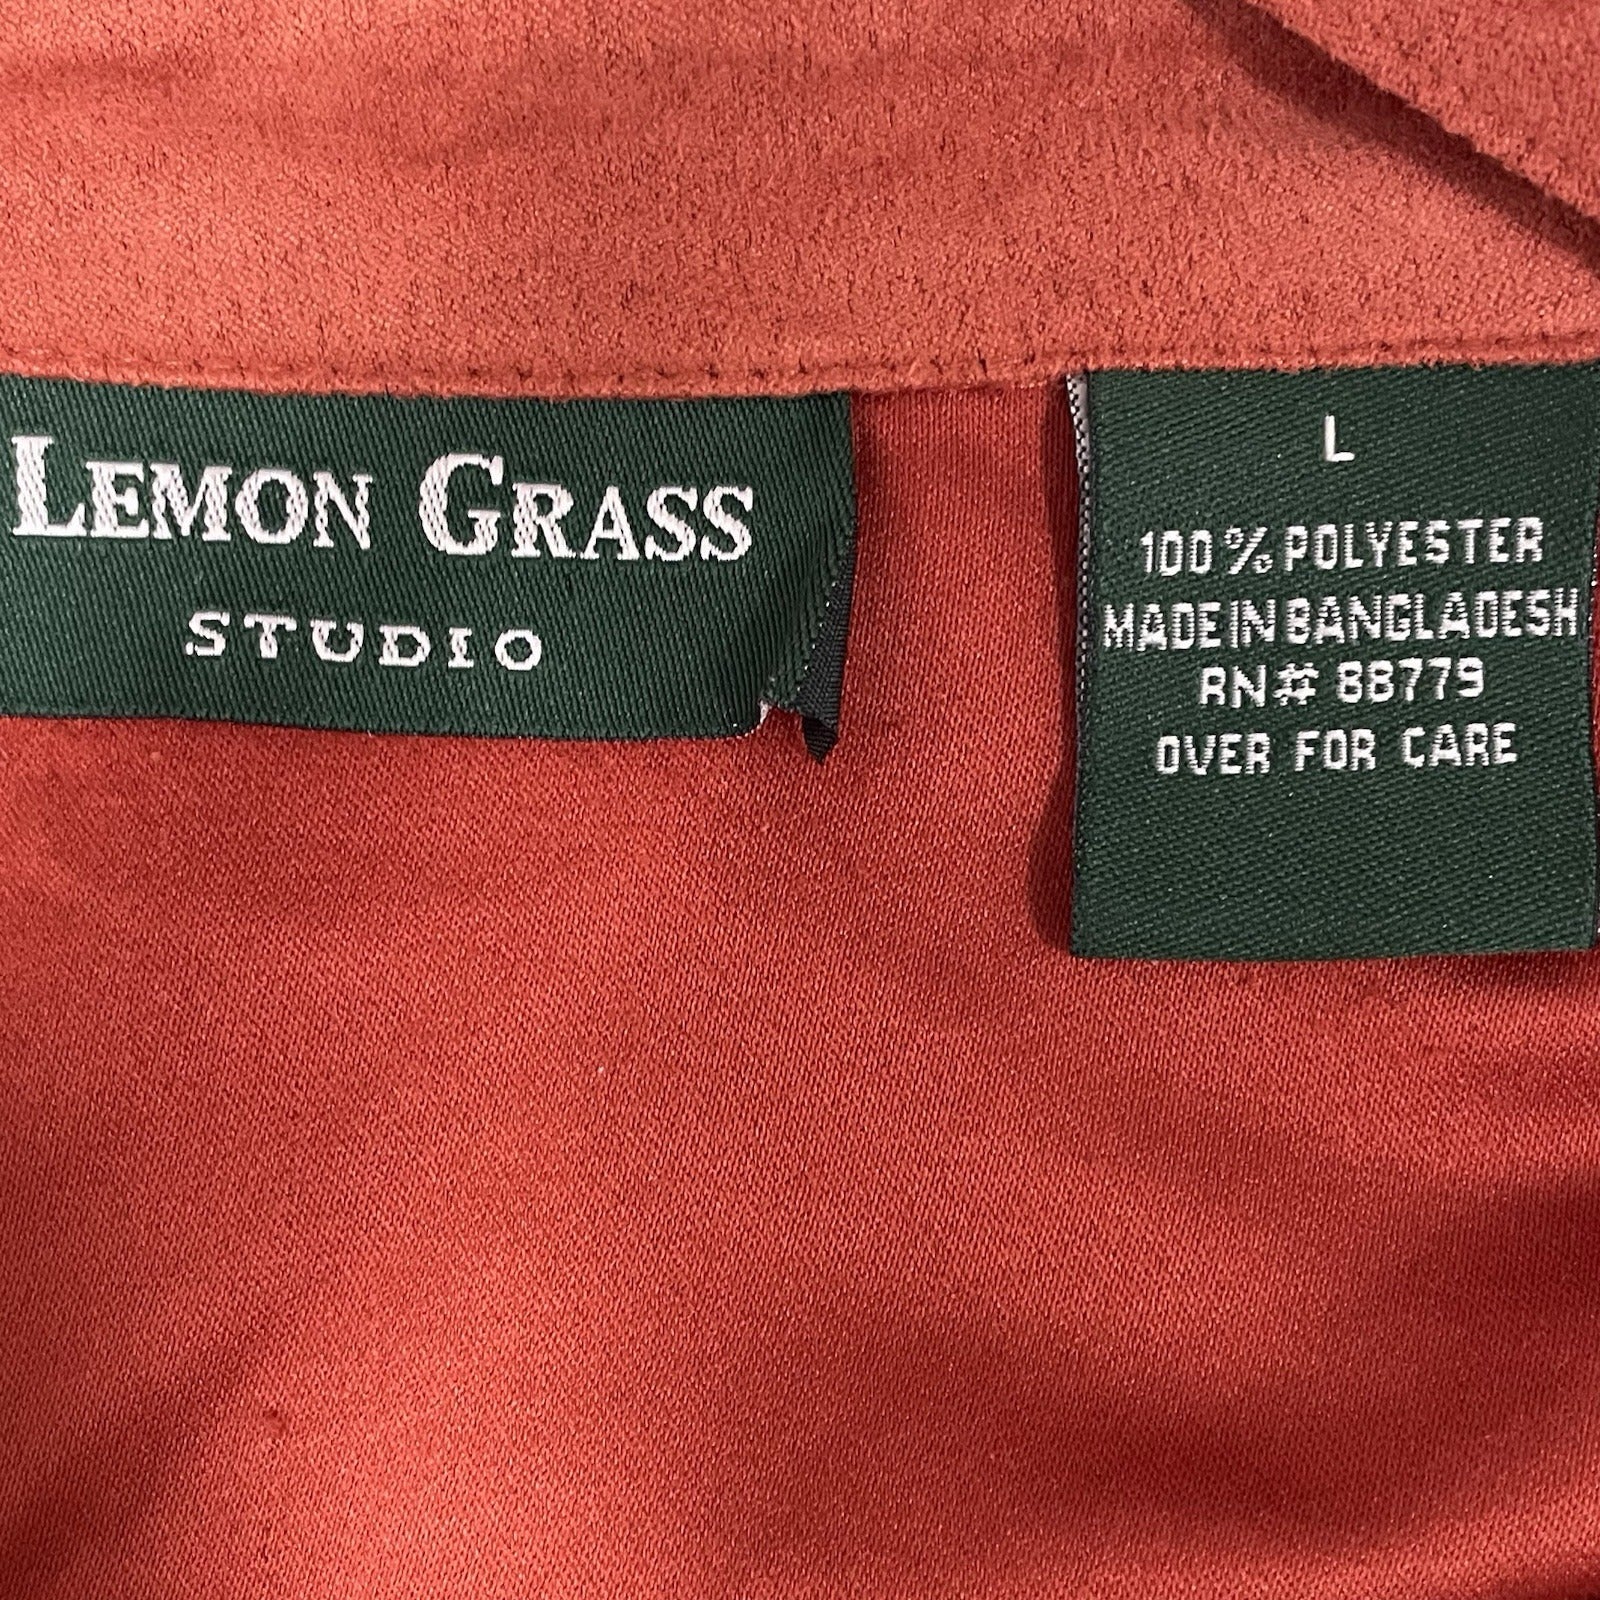 LEMON GRASS
STUDIO
L
100% POLYESTER
MADE IN BANGLADESH
RN# 88779
OVER FOR CARE